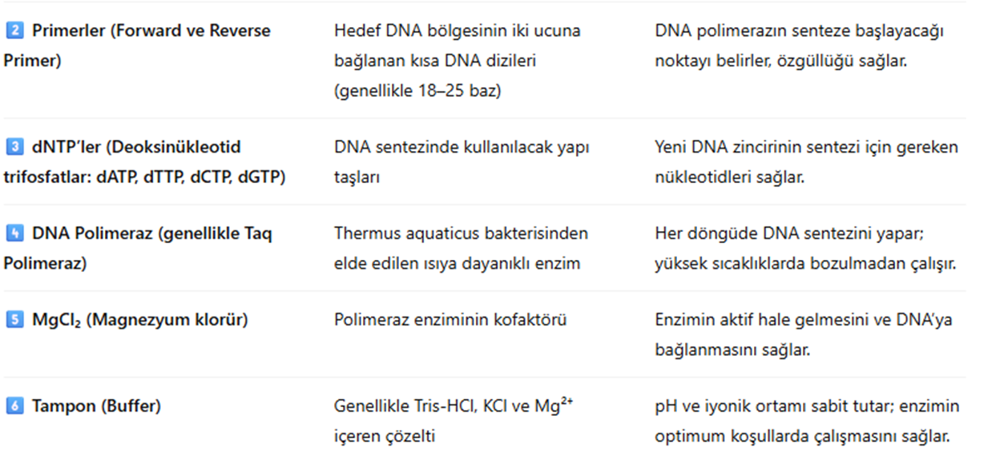 2️⃣ Primerler (Forward ve Reverse
Primer)
Hedef DNA bölgesinin iki ucuna
bağlanan kısa DNA dizileri
(genellikle 18–25 baz)
DNA polimerazın senteze başlayacağı
noktayı belirler, özgüllüğü sağlar.
3️⃣ dNTP’ler (Deoksinükleotid
trifosfatlar: dATP, dTTP, dCTP, dGTP)
DNA sentezinde kullanılacak yapı
taşları
Yeni DNA zincirinin sentezi için gereken
nükleotidleri sağlar.
4️⃣ DNA Polimeraz (genellikle Taq
Polimeraz)
Thermus aquaticus bakterisinden
elde edilen ısıya dayanıklı enzim
Her döngüde DNA sentezini yapar;
yüksek sıcaklıklarda bozulmadan çalışır.
5️⃣ MgCl₂ (Magnezyum klorür)
Polimeraz enziminin kofaktörü
Enzimin aktif hale gelmesini ve DNA’ya
bağlanmasını sağlar.
6️⃣ Tampon (Buffer)
Genellikle Tris-HCl, KCl ve Mg²⁺
içeren çözelti
pH ve iyonik ortamı sabit tutar; enzimin
optimum koşullarda çalışmasını sağlar.